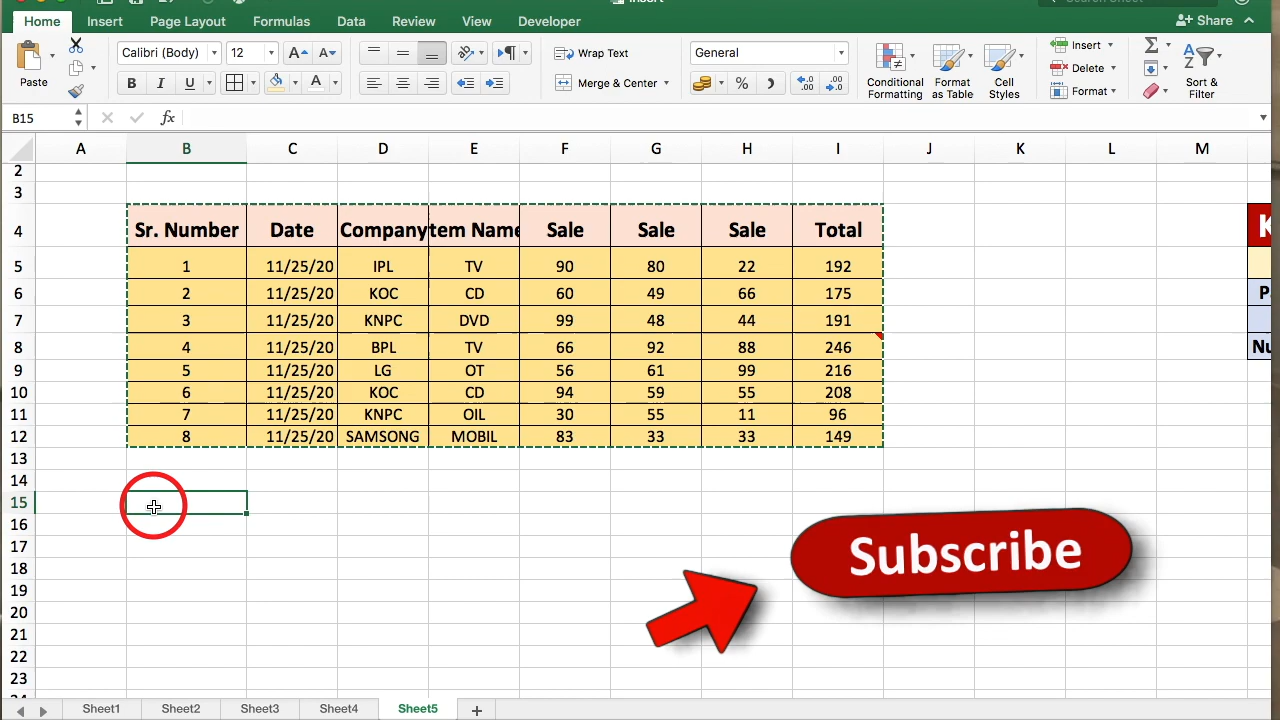 Insert
Search Sheet
Home Insert Page Layout Formulas Data Review View Developer Share
Paste Calibri (Body) 12 Wrap Text General Conditional Formatting Format as Table Cell Styles Insert Sort & Filter
B I U A Merge & Center % Delete
Format
B15 fx
A B C D E F G H I J K L M
2
3
4 Sr. Number Date Company tem Name Sale Sale Sale Total K
5 1 11/25/20 IPL TV 90 80 22 192
6 2 11/25/20 KOC CD 60 49 66 175 P
7 3 11/25/20 KNPC DVD 99 48 44 191
8 4 11/25/20 BPL TV 66 92 88 246 Nu
9 5 11/25/20 LG OT 56 61 99 216
10 6 11/25/20 KOC CD 94 59 55 208
11 7 11/25/20 KNPC OIL 30 55 11 96
12 8 11/25/20 SAMSONG MOBIL 83 33 33 149
13
14
15
16
17
Subscribe
18
19
20
21
22
23
Sheet1 Sheet2 Sheet3 Sheet4 Sheet5 +